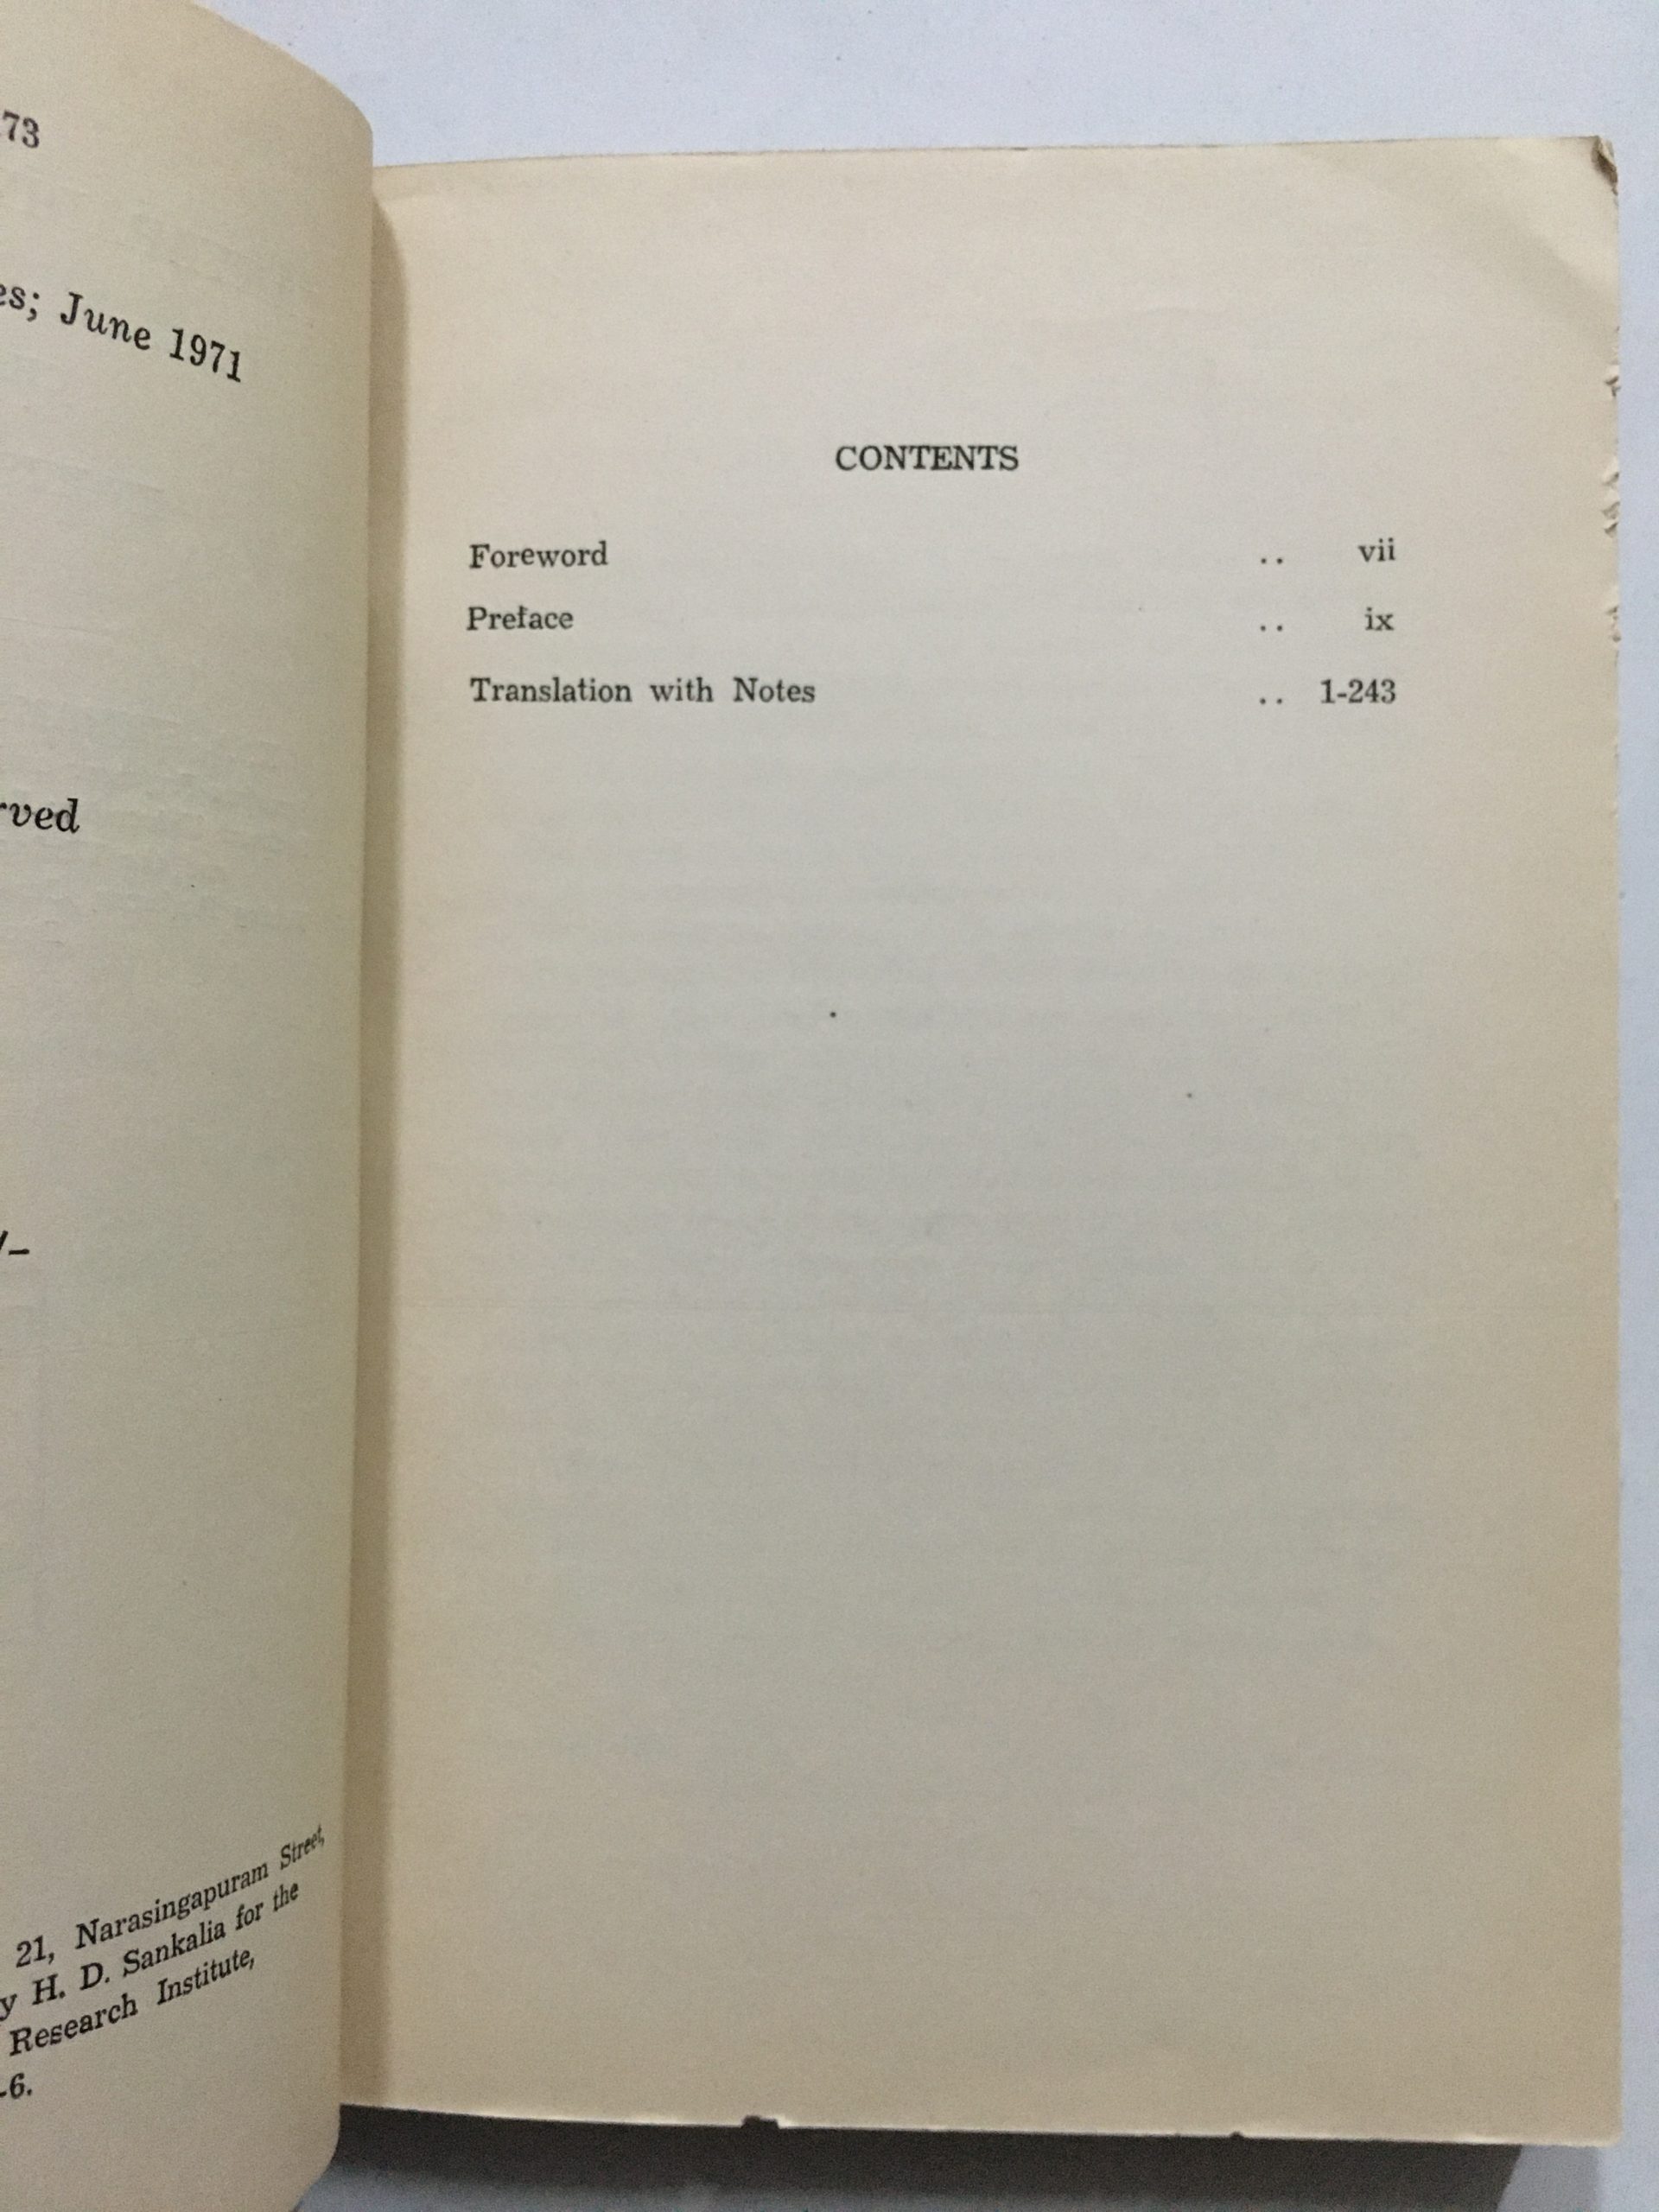 73
es; June 1971
rved
/-
21, Narasingapuram Street,
y H. D. Sankalia for the
Research Institute,
-6.
CONTENTS
Foreword .. vii
Preface .. ix
Translation with Notes .. 1-243